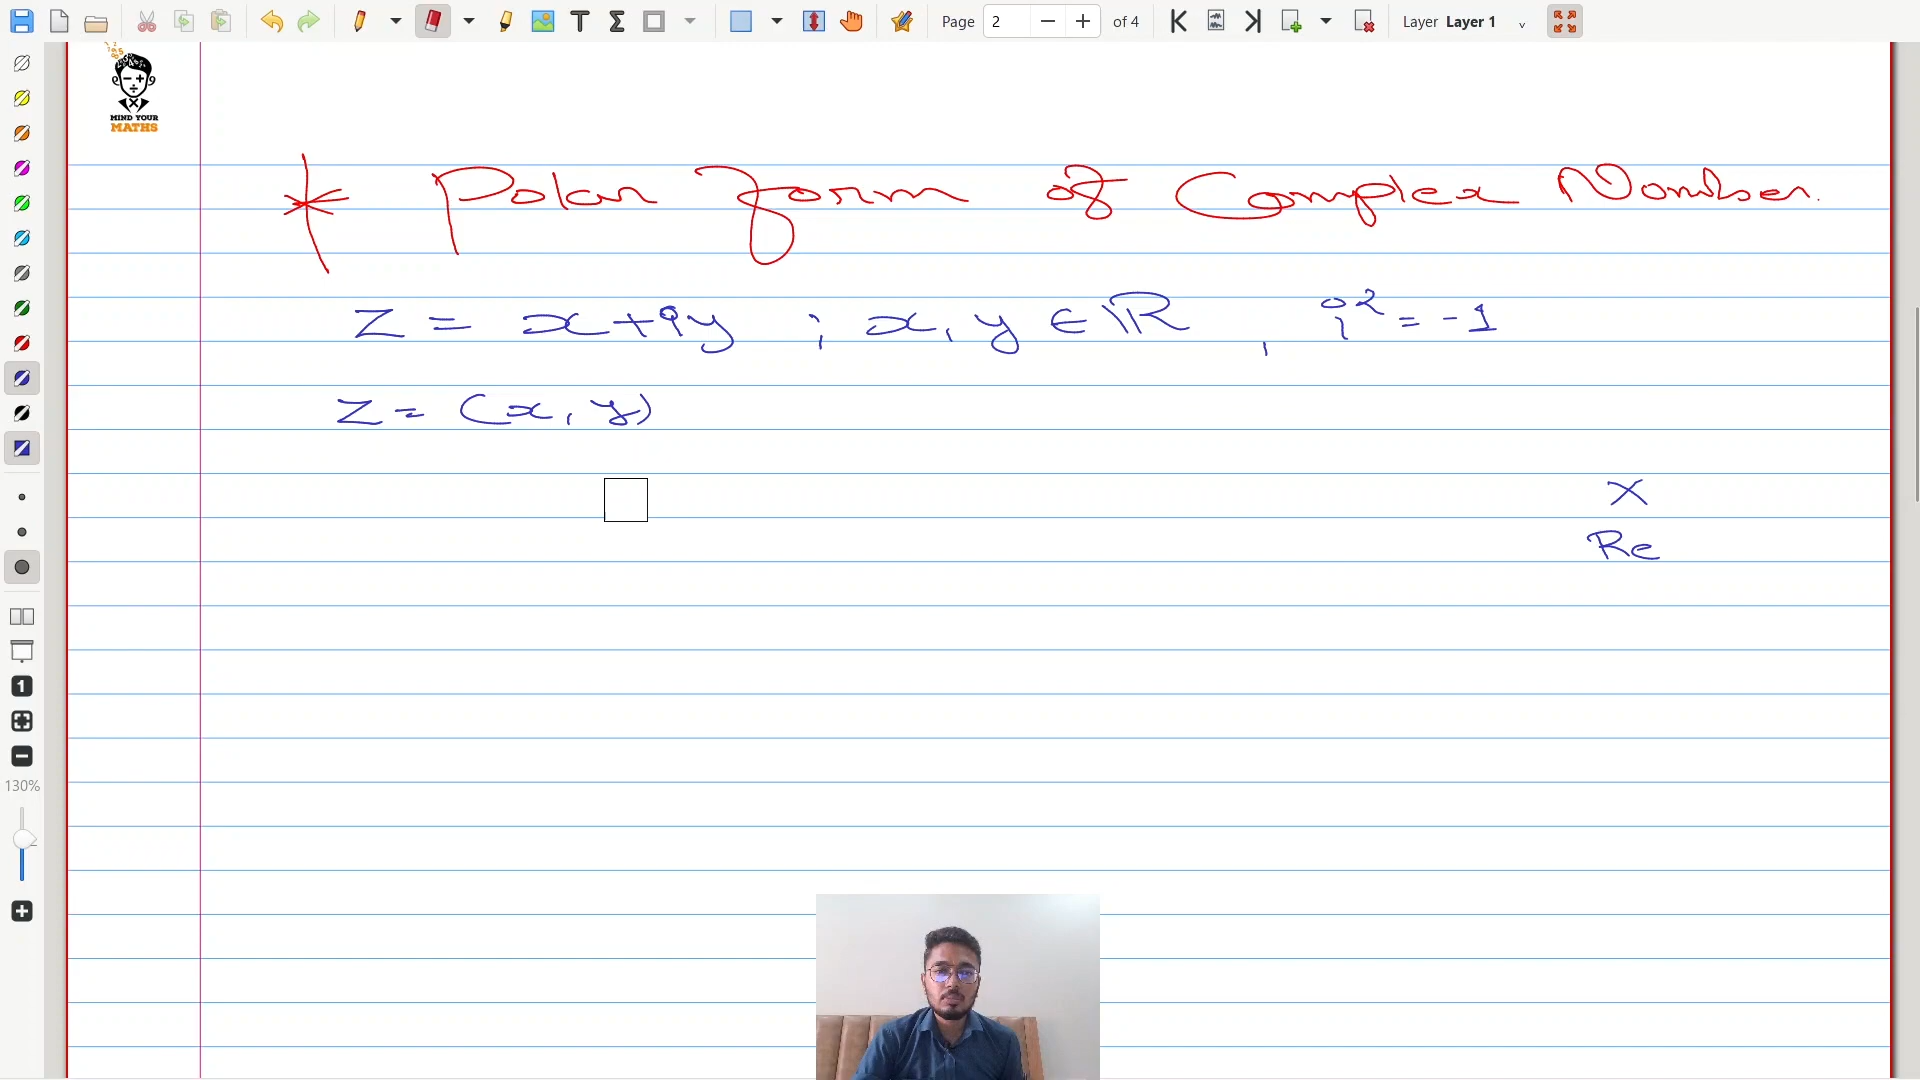 Page 2 of 4 Layer Layer 1
MIND YOUR
MATHS
* Polar form of Complex Number.
Z = x+iy ; x, y ∈ ℝ , i² = -1
Z = (x, y)
X
Re
130%